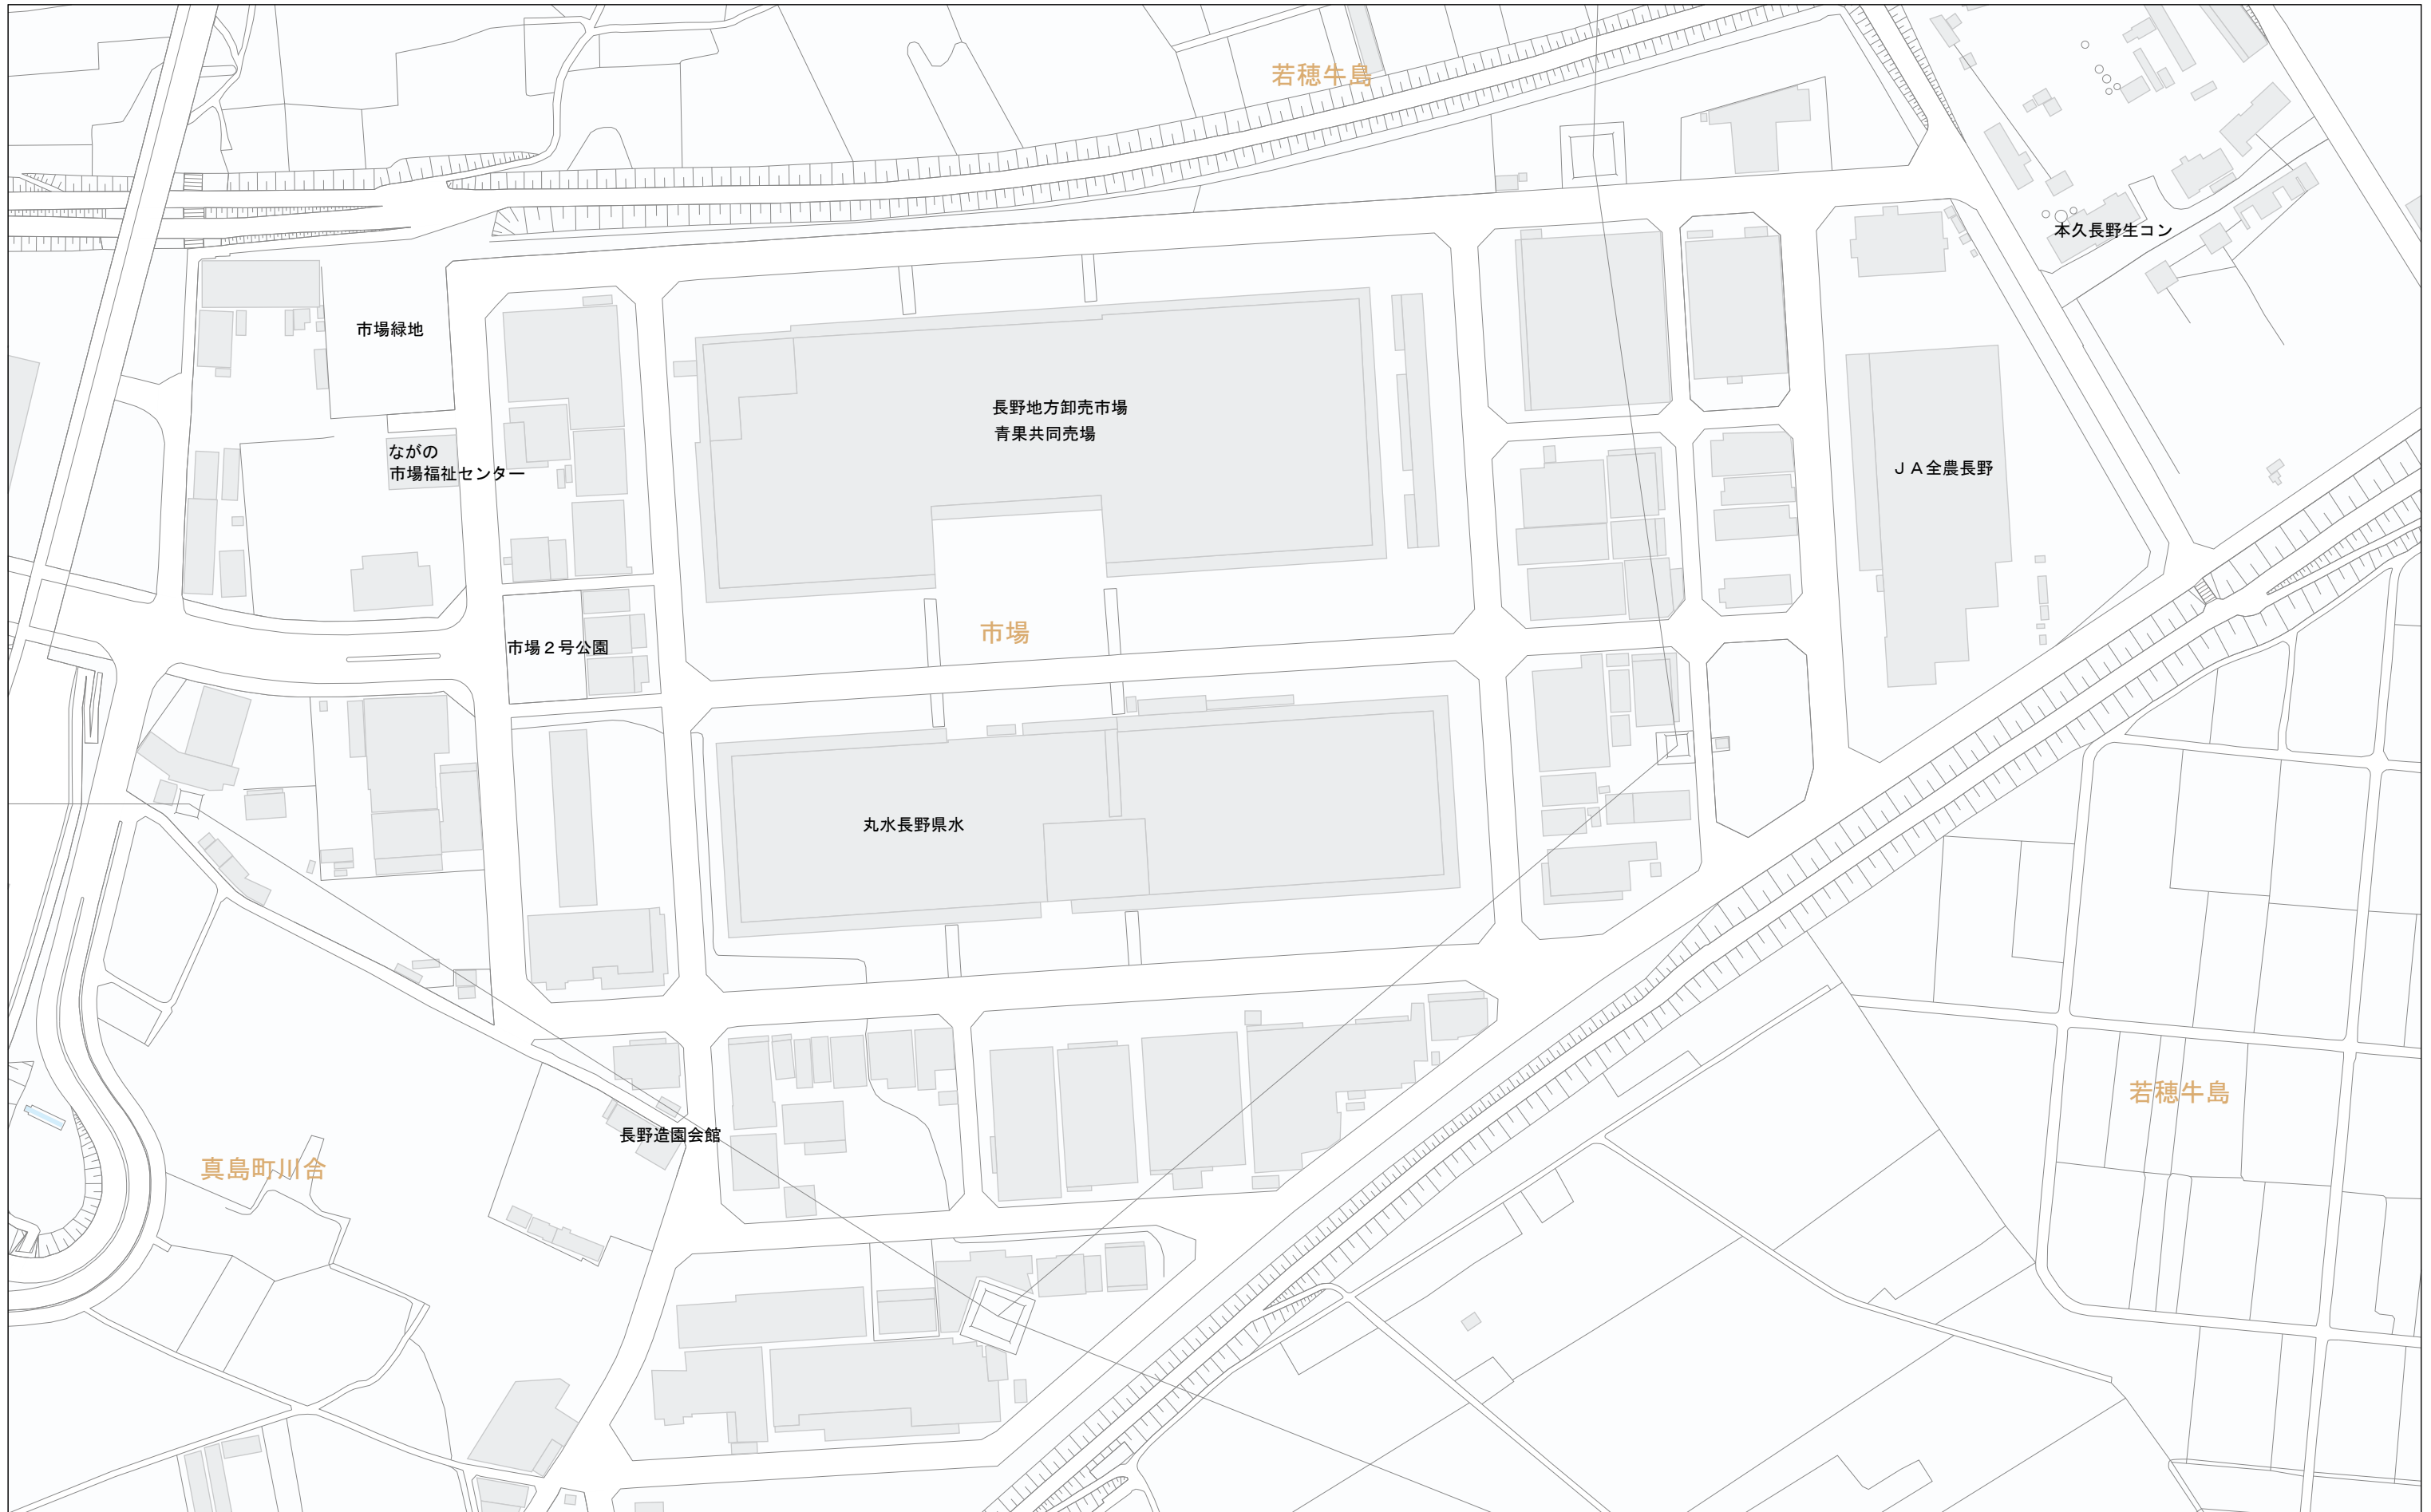 若穂牛島
本久長野生コン
市場緑地
長野地方卸売市場
青果共同売場
ながの
市場福祉センター
ＪＡ全農長野
市場
市場２号公園
丸水長野県水
若穂牛島
長野造園会館
真島町川合